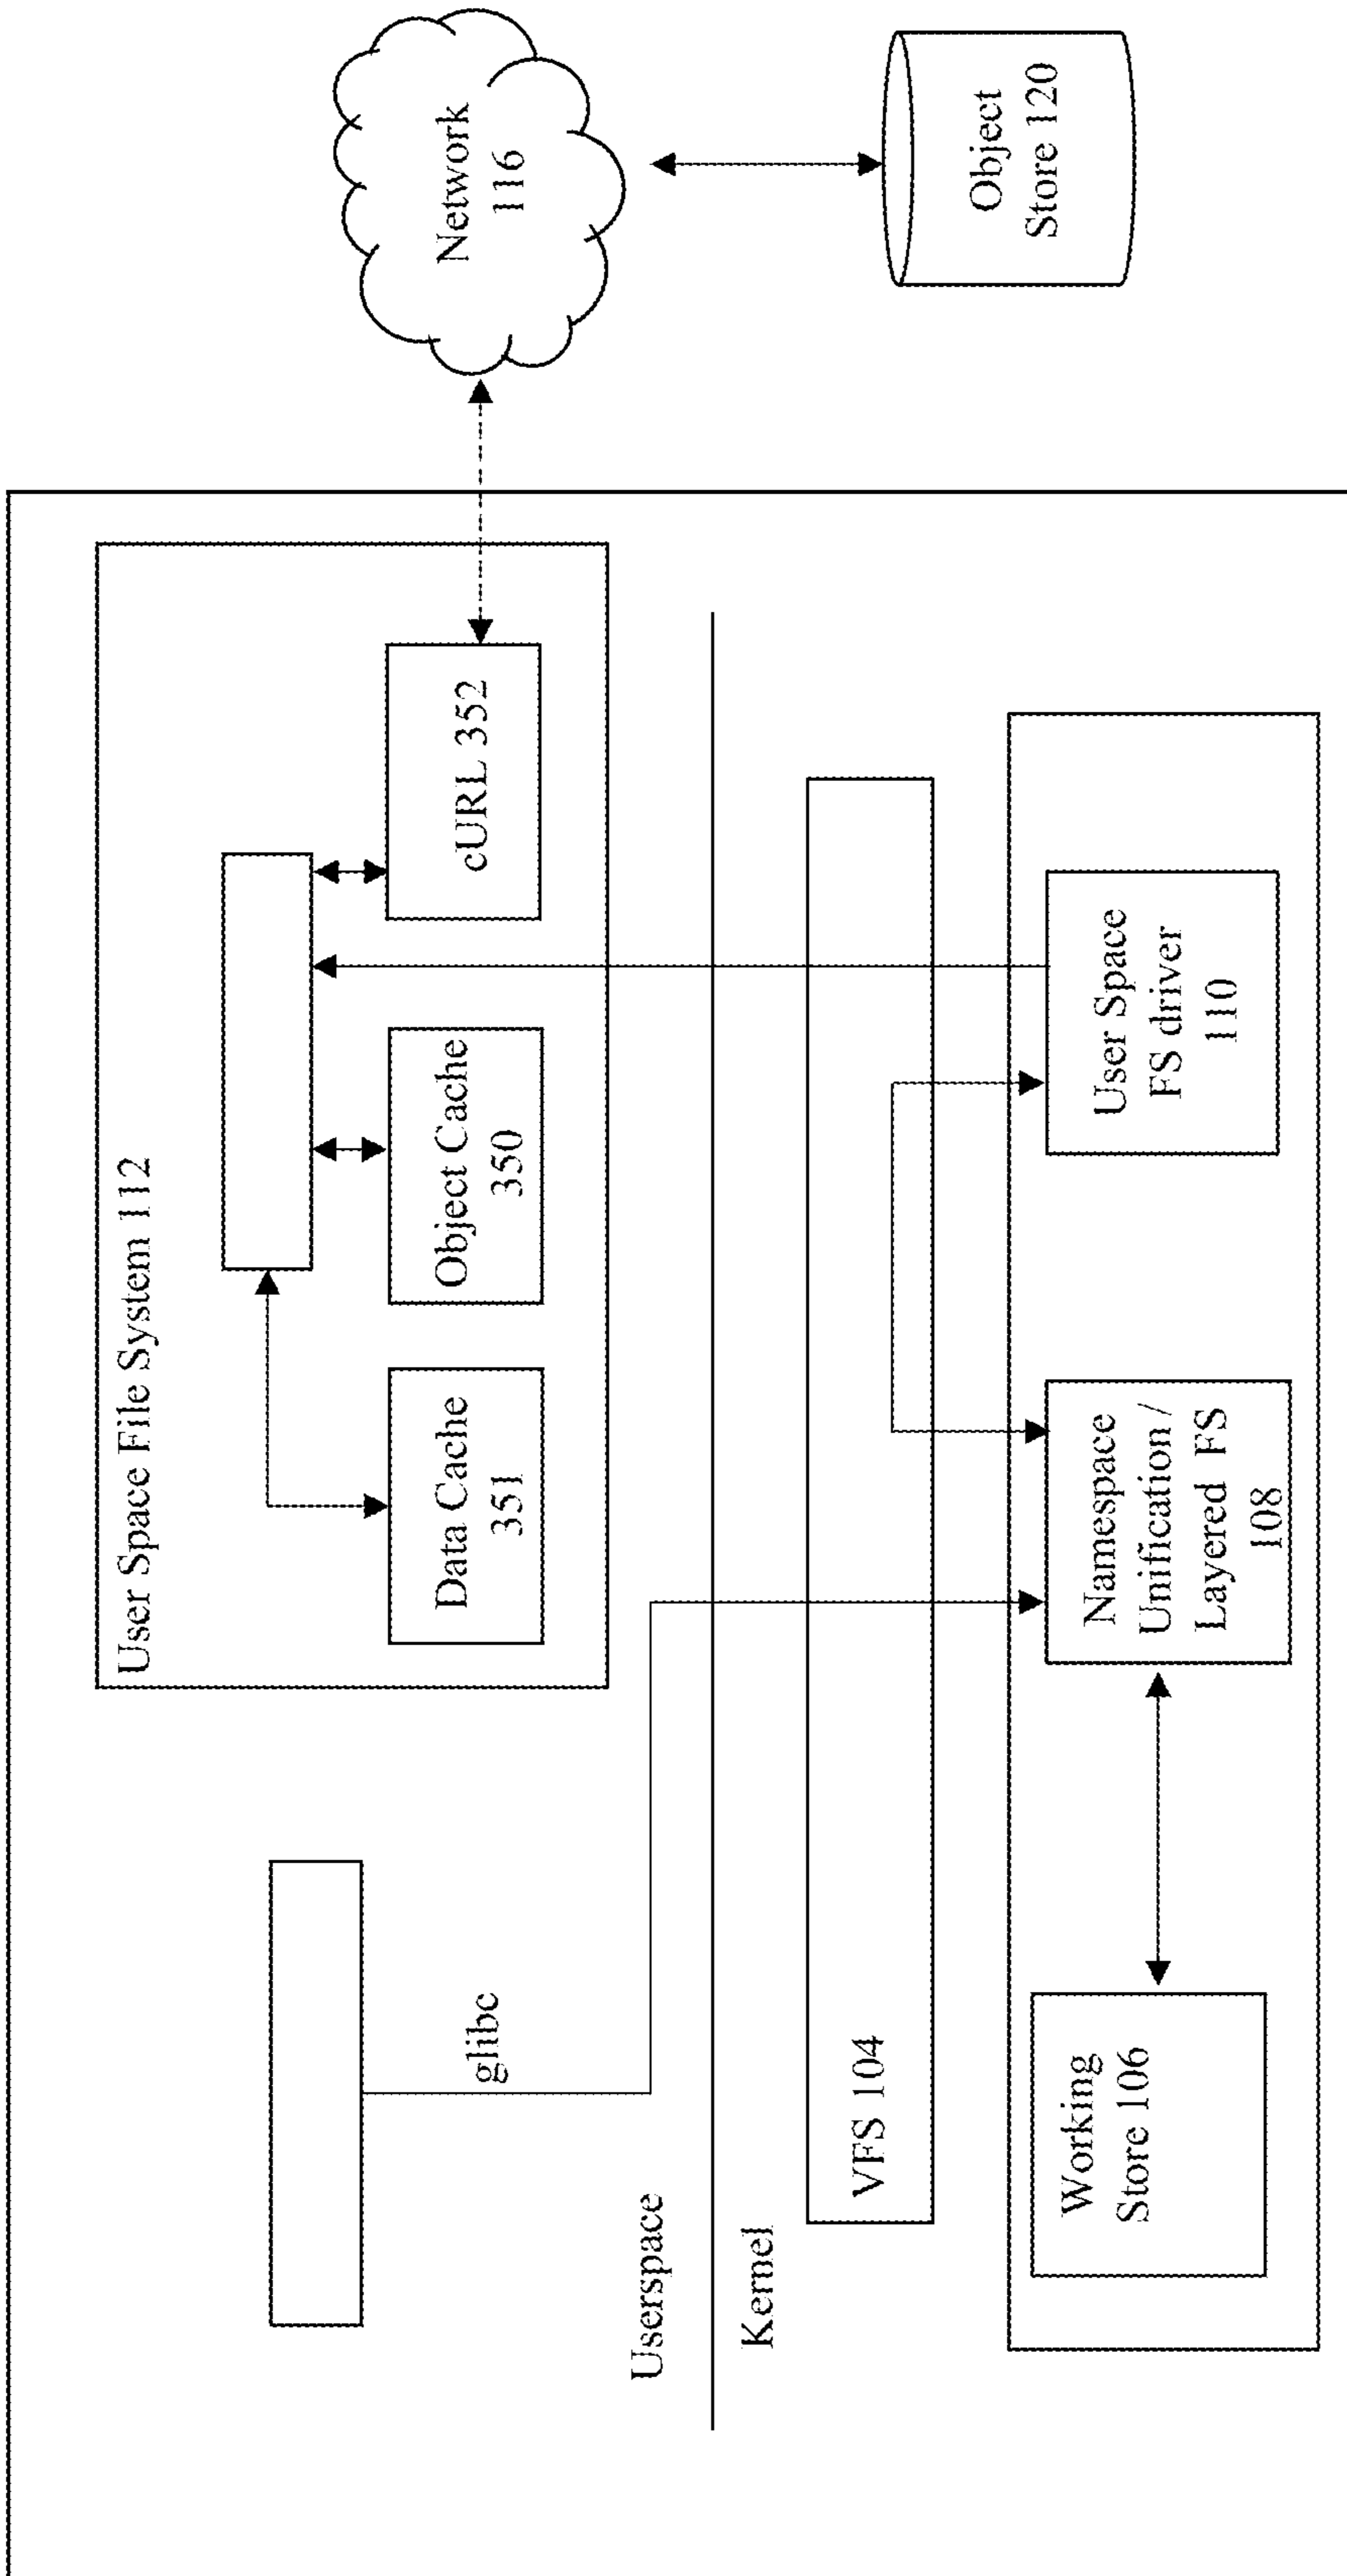 User Space File System 112
Data Cache
351
Object Cache
350
cURL 352
Network
116
Object
Store 120
glibc
Userspace
Kernel
VFS 104
Working
Store 106
Namespace
Unification /
Layered FS
108
User Space
FS driver
110